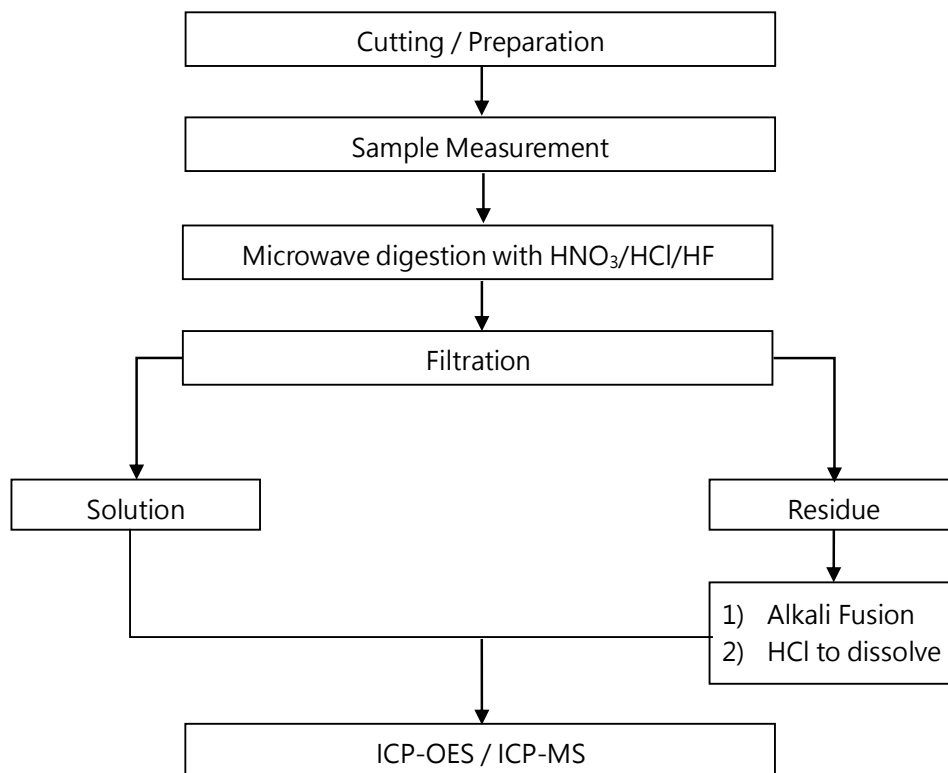 Cutting / Preparation
Sample Measurement
Microwave digestion with HNO₃/HCl/HF
Filtration
Solution
Residue
1) Alkali Fusion
2) HCl to dissolve
ICP-OES / ICP-MS